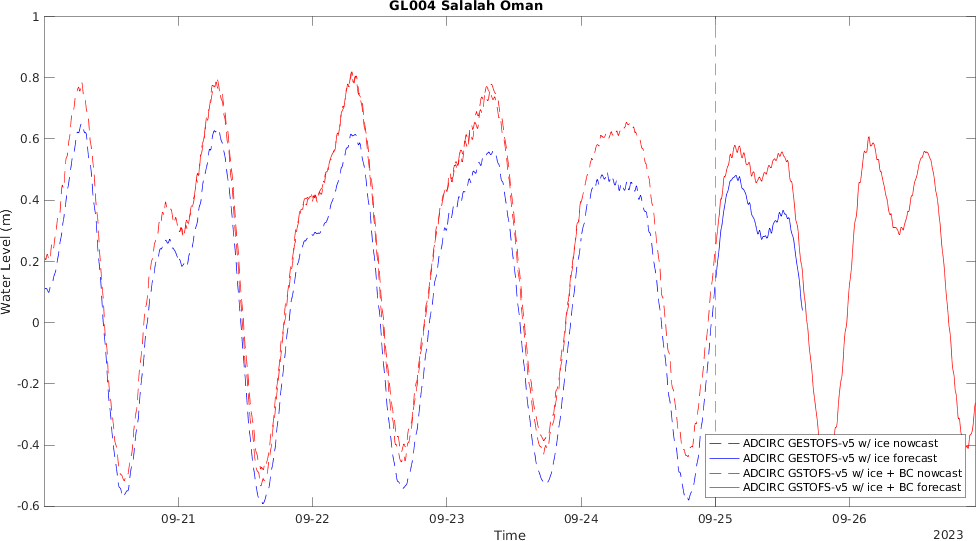 GL004 Salalah Oman
1
0.8
0.6
0.4
0.2
0
-0.2
-0.4
-0.6
Water Level (m)
ADCIRC GESTOFS-v5 w/ ice nowcast
ADCIRC GESTOFS-v5 w/ ice forecast
ADCIRC GSTOFS-v5 w/ ice + BC nowcast
ADCIRC GSTOFS-v5 w/ ice + BC forecast
09-21 09-22 09-23 09-24 09-25 09-26
Time
2023